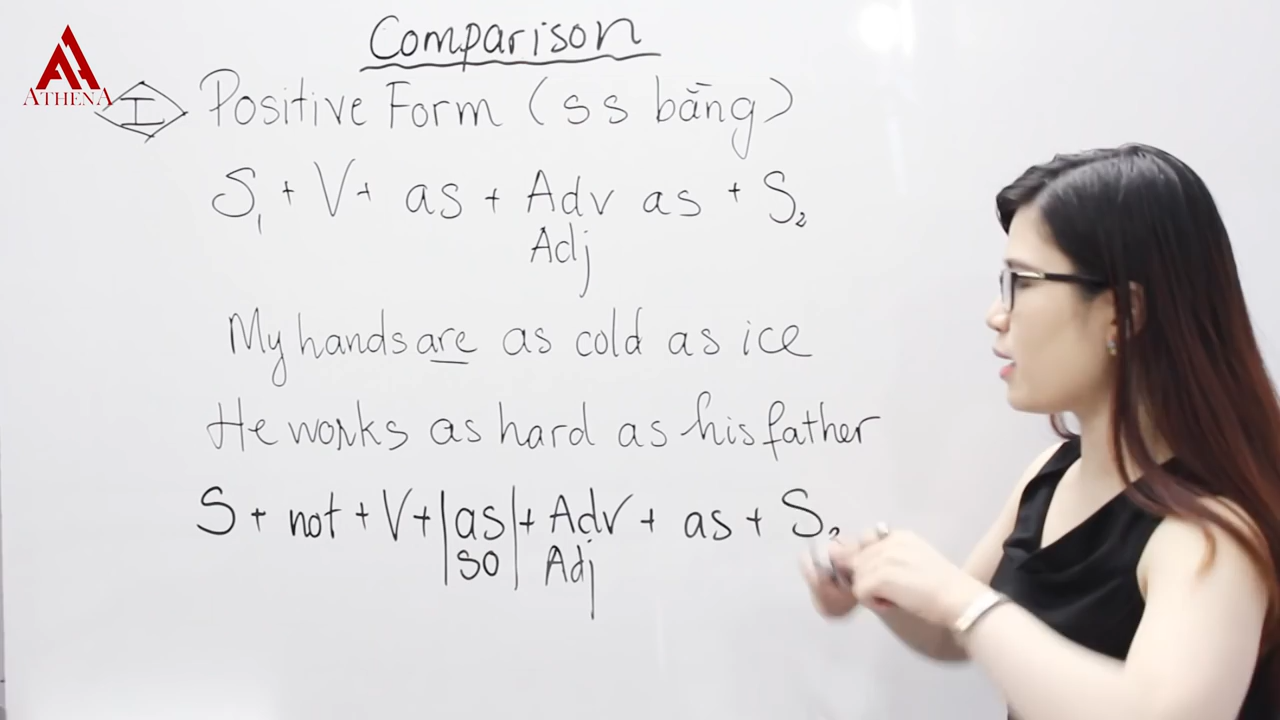 ATHENA
Comparison
I Positive Form (ss bằng)
S₁ + V + as + Adv as + S₂
Adj
My hands are as cold as ice
He works as hard as his father
S + not + V + |as| + Adv + as + S₂
|so| Adj